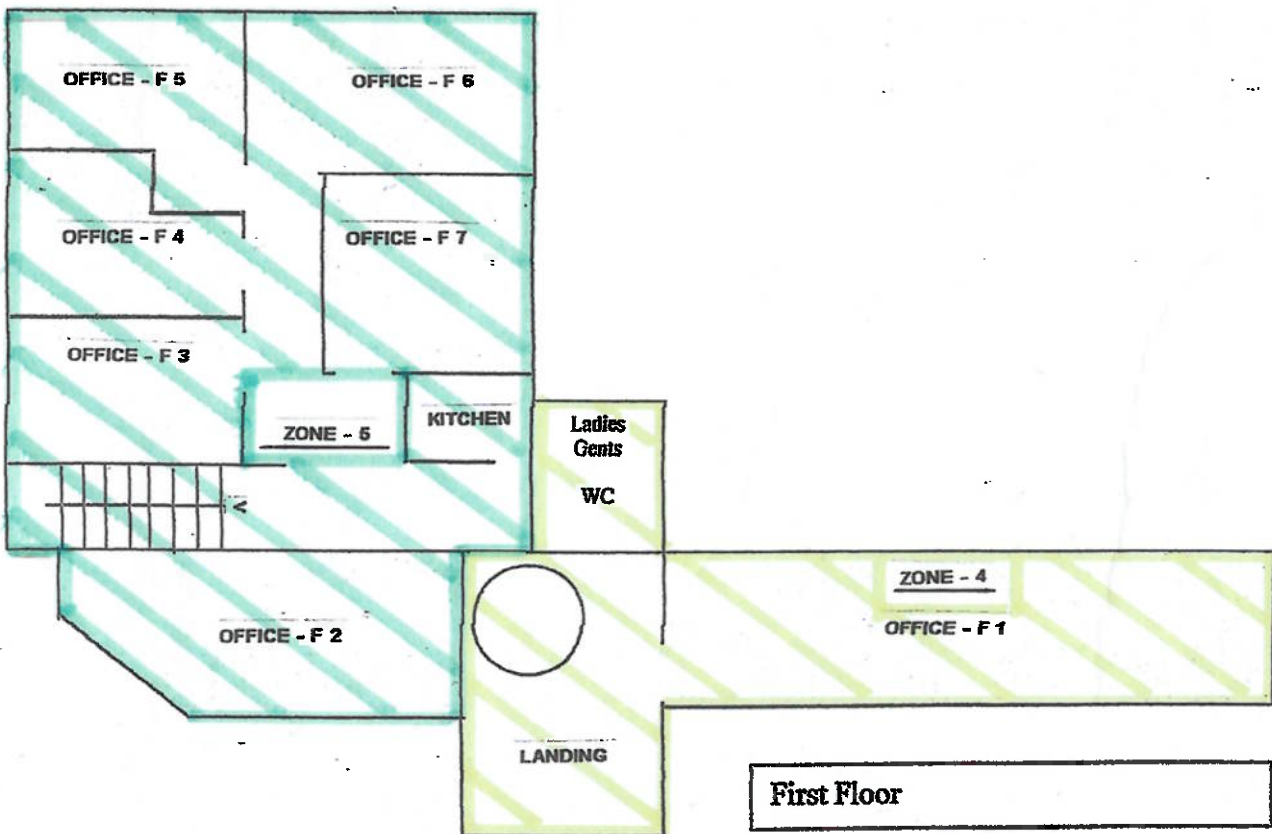 OFFICE - F 5
OFFICE - F 6
OFFICE - F 4
OFFICE - F 7
OFFICE - F 3
ZONE - 5
KITCHEN
Ladies
Gents
WC
V
ZONE - 4
OFFICE - F 1
OFFICE - F 2
LANDING
First Floor